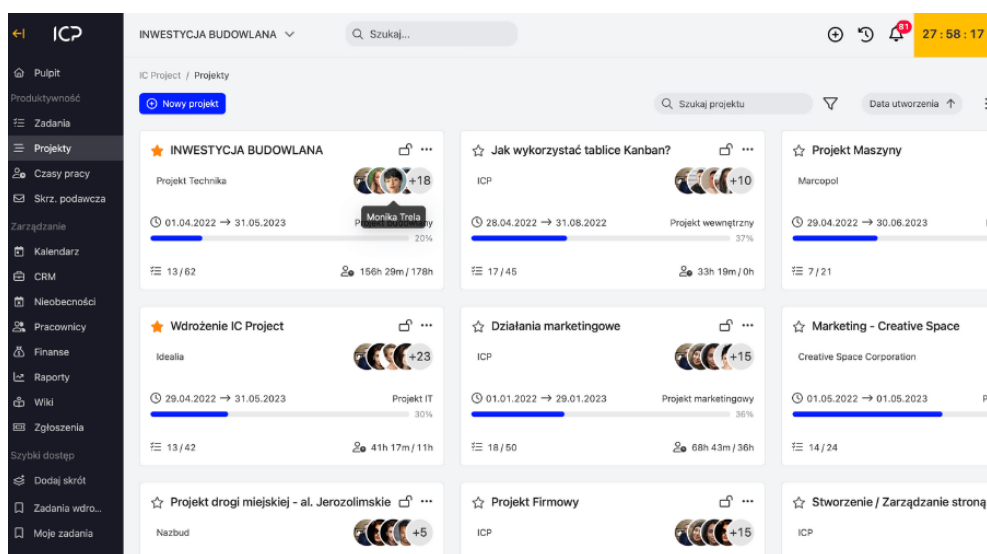 ICP
INWESTYCJA BUDOWLANA
Szukaj...
81
27 : 58 : 17
Pulpit
Produktywność
Zadania
Projekty
Czasy pracy
Skrz. podawcza
Zarządzanie
Kalendarz
CRM
Nieobecności
Pracownicy
Finanse
Raporty
Wiki
Zgłoszenia
Szybki dostęp
Dodaj skrót
Zadania wdro...
Moje zadania
IC Project / Projekty
Nowy projekt
Szukaj projektu
Data utworzenia
INWESTYCJA BUDOWLANA
Projekt Technika
+18
Monika Trela
01.04.2022 → 31.05.2023
20%
13/62
156h 29m/178h
Jak wykorzystać tablice Kanban?
ICP
+10
28.04.2022 → 31.08.2022
Projekt wewnętrzny
37%
17/45
33h 19m/0h
Projekt Maszyny
Marcopol
29.04.2022 → 30.06.2023
7/21
Wdrożenie IC Project
Idealia
+23
29.04.2022 → 31.05.2023
Projekt IT
30%
13/42
41h 17m/11h
Działania marketingowe
ICP
+15
01.01.2022 → 29.01.2023
Projekt marketingowy
36%
18/50
68h 43m/36h
Marketing - Creative Space
Creative Space Corporation
01.05.2022 → 01.05.2023
14/24
Projekt drogi miejskiej - al. Jerozolimskie
Nazbud
+5
Projekt Firmowy
ICP
+15
Stworzenie / Zarządzanie stroną
ICP